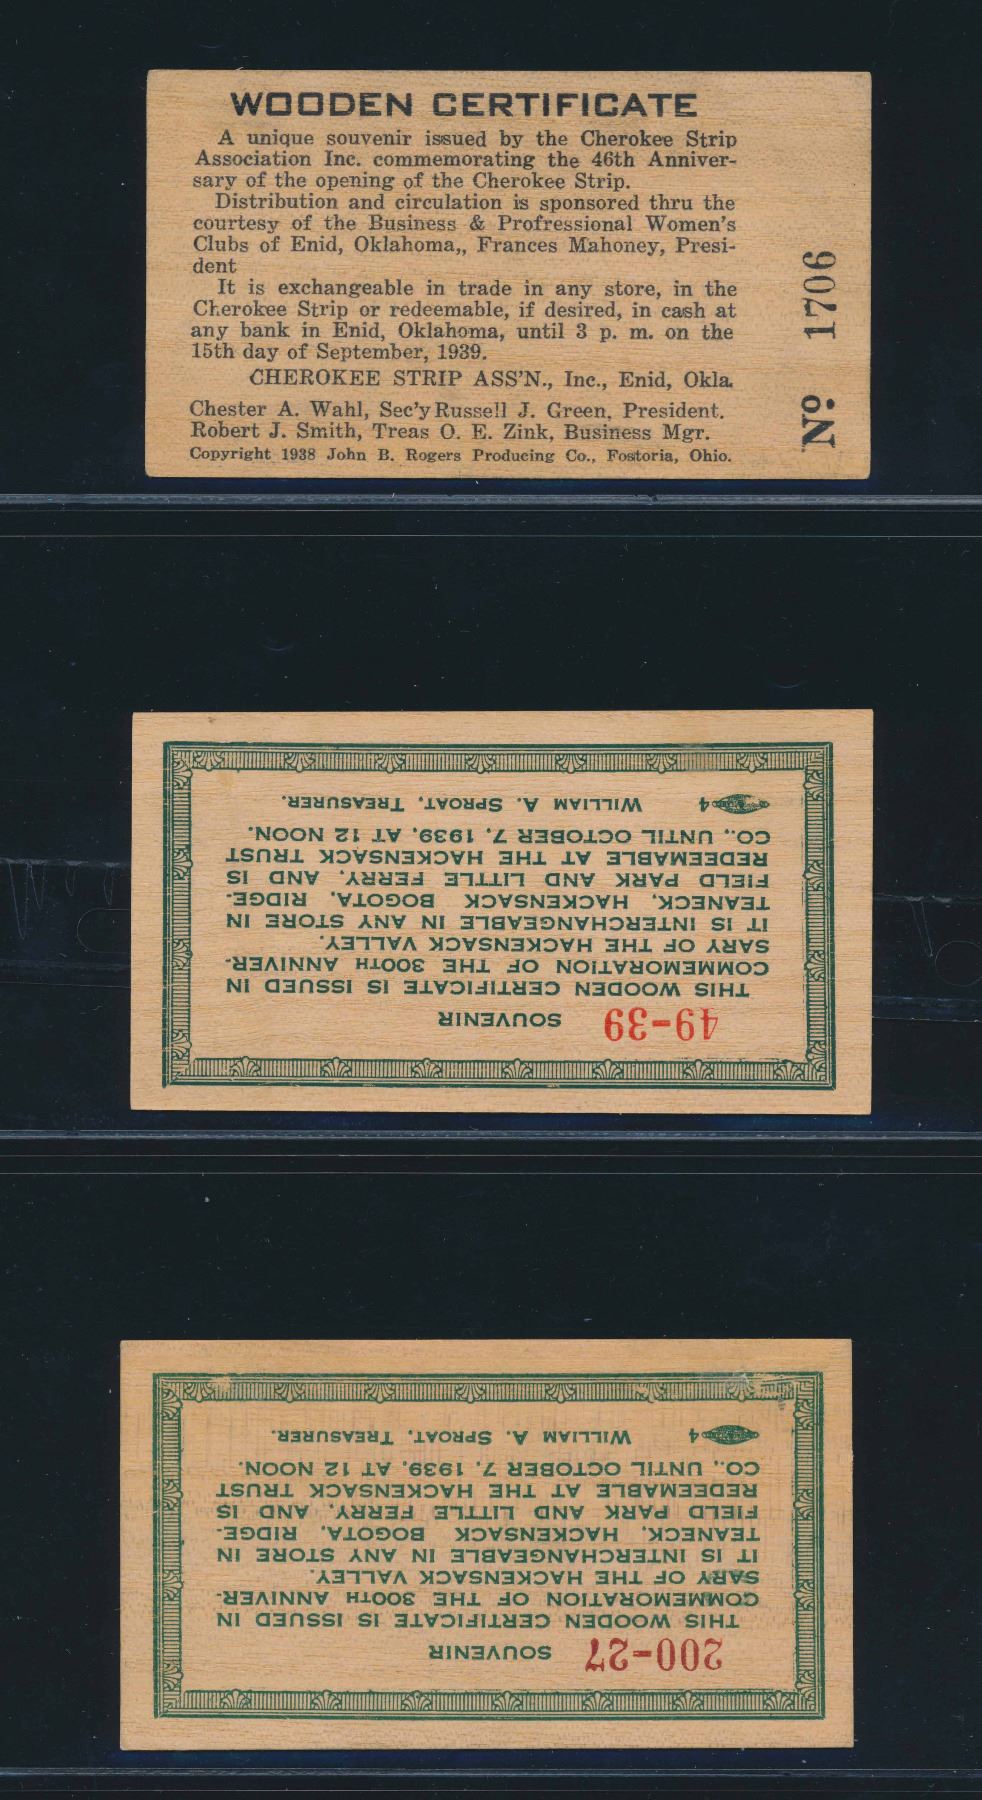 WOODEN CERTIFICATE
A unique souvenir issued by the Cherokee Strip
Association Inc. commemorating the 46th Anniver-
sary of the opening of the Cherokee Strip.
Distribution and circulation is sponsored thru the
courtesy of the Business & Profressional Women's
Clubs of Enid, Oklahoma,, Frances Mahoney, Presi-
dent
It is exchangeable in trade in any store, in the
Cherokee Strip or redeemable, if desired, in cash at
any bank in Enid, Oklahoma, until 3 p. m. on the
15th day of September, 1939.
CHEROKEE STRIP ASS'N., Inc., Enid, Okla.
Chester A. Wahl, Sec'y Russell J. Green, President.
Robert J. Smith, Treas O. E. Zink, Business Mgr.
Copyright 1938 John B. Rogers Producing Co., Fostoria, Ohio.
Nº 1706
49-39 SOUVENIR
THIS WOODEN CERTIFICATE IS ISSUED IN
COMMEMORATION OF THE 300TH ANNIVER-
SARY OF THE HACKENSACK VALLEY.
IT IS INTERCHANGEABLE IN ANY STORE IN
TEANECK, HACKENSACK BOGOTA, RIDGE-
FIELD PARK AND LITTLE FERRY, AND IS
REDEEMABLE AT THE HACKENSACK TRUST
CO., UNTIL OCTOBER 7, 1939, AT 12 NOON.
4 WILLIAM A. SPROAT, TREASURER.
200-27 SOUVENIR
THIS WOODEN CERTIFICATE IS ISSUED IN
COMMEMORATION OF THE 300TH ANNIVER-
SARY OF THE HACKENSACK VALLEY.
IT IS INTERCHANGEABLE IN ANY STORE IN
TEANECK, HACKENSACK BOGOTA, RIDGE-
FIELD PARK AND LITTLE FERRY, AND IS
REDEEMABLE AT THE HACKENSACK TRUST
CO., UNTIL OCTOBER 7, 1939, AT 12 NOON.
4 WILLIAM A. SPROAT, TREASURER.